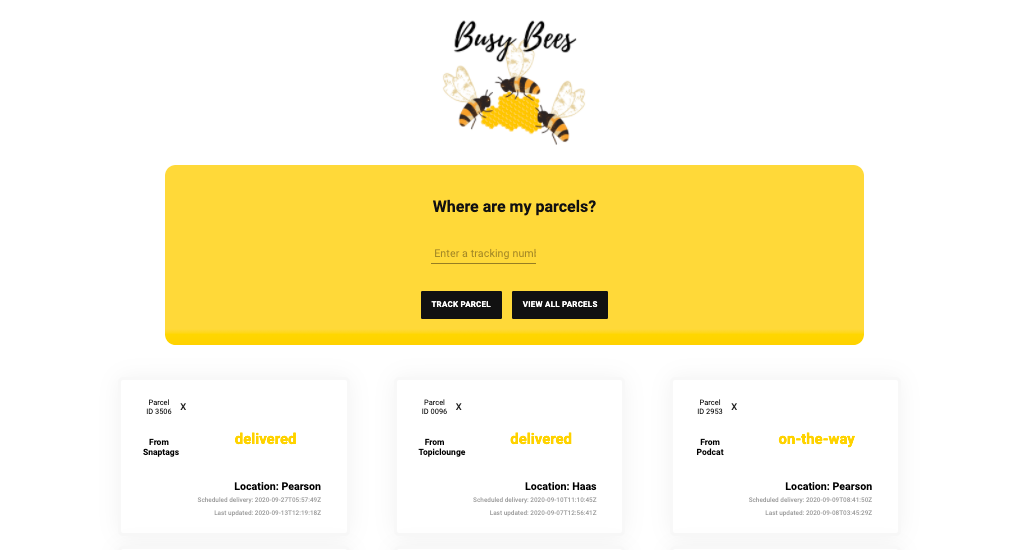 Busy Bees
Where are my parcels?
Enter a tracking numl
TRACK PARCEL
VIEW ALL PARCELS
Parcel
ID 3506
X
From
Snaptags
delivered
Location: Pearson
Scheduled delivery: 2020-09-27T05:57:49Z
Last updated: 2020-09-13T12:19:18Z
Parcel
ID 0096
X
From
Topiclounge
delivered
Location: Haas
Scheduled delivery: 2020-09-10T11:10:45Z
Last updated: 2020-09-07T12:56:41Z
Parcel
ID 2953
X
From
Podcat
on-the-way
Location: Pearson
Scheduled delivery: 2020-09-09T08:41:50Z
Last updated: 2020-09-08T03:45:29Z